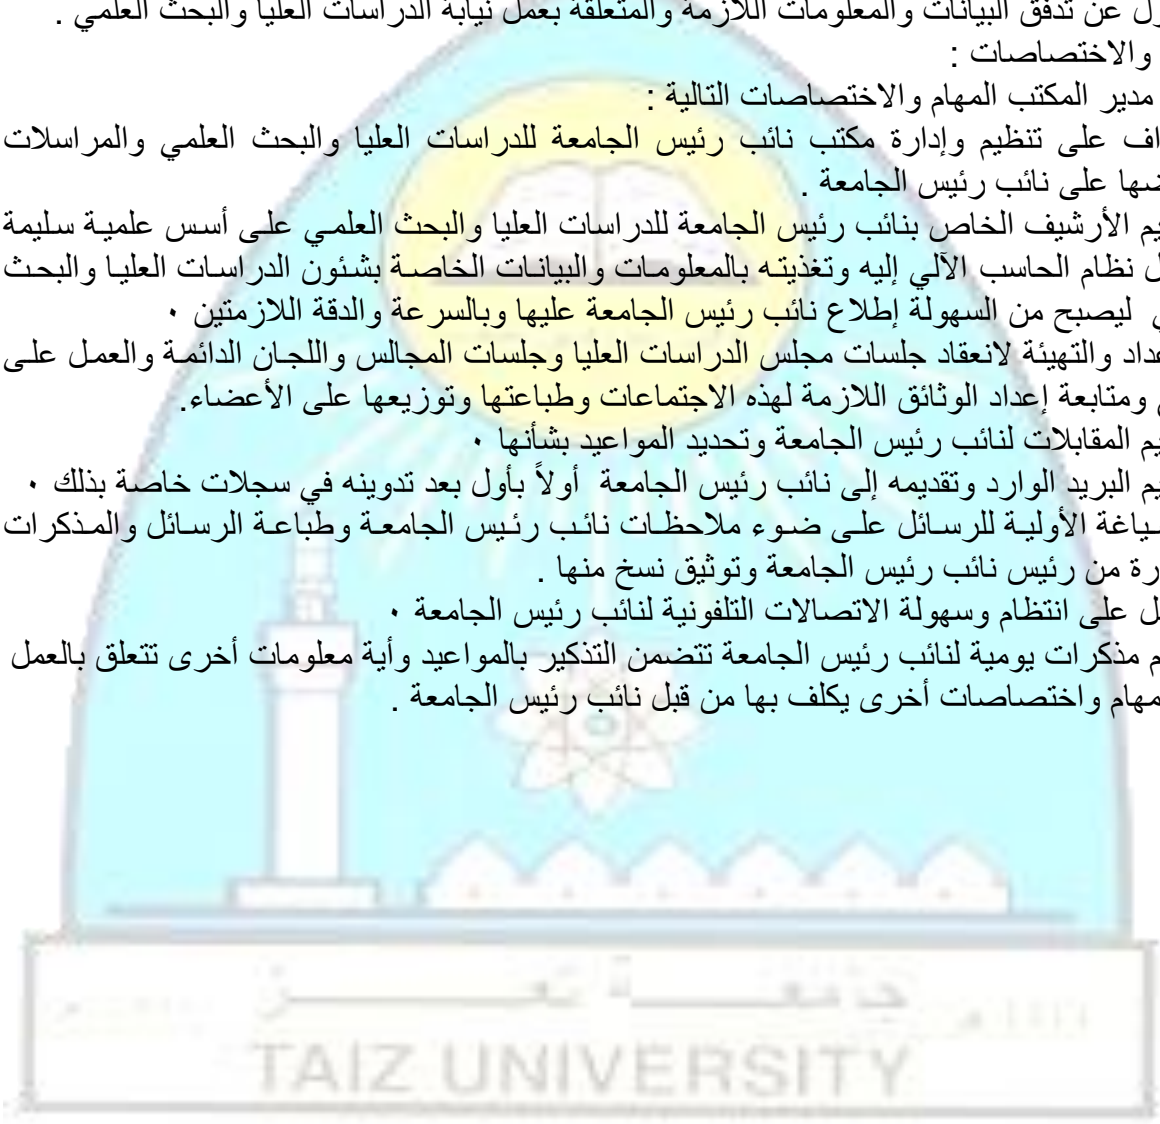 ول عن تدفق البيانات والمعلومات اللازمة والمتعلقة بعمل نيابة الدراسات العليا والبحث العلمي .
والاختصاصات :
مدير المكتب المهام والاختصاصات التالية :
اف على تنظيم وإدارة مكتب نائب رئيس الجامعة للدراسات العليا والبحث العلمي والمراسلات
ضها على نائب رئيس الجامعة .
يم الأرشيف الخاص بنائب رئيس الجامعة للدراسات العليا والبحث العلمي على أسس علمية سليمة
ل نظام الحاسب الآلي إليه وتغذيته بالمعلومات والبيانات الخاصة بشئون الدراسات العليا والبحث
ي ليصبح من السهولة إطلاع نائب رئيس الجامعة عليها وبالسرعة والدقة اللازمتين ٠
عداد والتهيئة لانعقاد جلسات مجلس الدراسات العليا وجلسات المجالس واللجان الدائمة والعمل على
ومتابعة إعداد الوثائق اللازمة لهذه الاجتماعات وطباعتها وتوزيعها على الأعضاء.
يم المقابلات لنائب رئيس الجامعة وتحديد المواعيد بشأنها ٠
يم البريد الوارد وتقديمه إلى نائب رئيس الجامعة أولاً بأول بعد تدوينه في سجلات خاصة بذلك ٠
ياغة الأولية للرسائل على ضوء ملاحظات نائب رئيس الجامعة وطباعة الرسائل والمذكرات
رة من رئيس نائب رئيس الجامعة وتوثيق نسخ منها .
ل على انتظام وسهولة الاتصالات التلفونية لنائب رئيس الجامعة ٠
م مذكرات يومية لنائب رئيس الجامعة تتضمن التذكير بالمواعيد وأية معلومات أخرى تتعلق بالعمل
مهام واختصاصات أخرى يكلف بها من قبل نائب رئيس الجامعة .
جامعة تعز
TAIZ UNIVERSITY